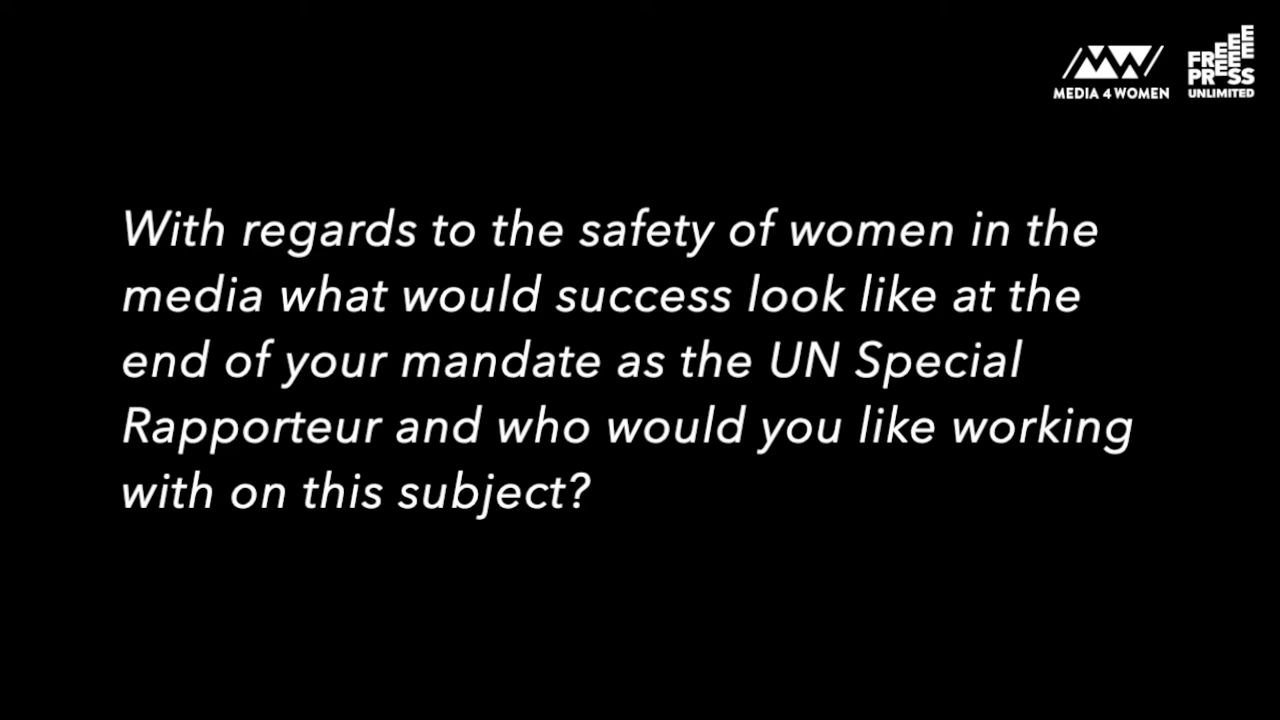 MEDIA 4 WOMEN
FREE PRESS UNLIMITED
With regards to the safety of women in the
media what would success look like at the
end of your mandate as the UN Special
Rapporteur and who would you like working
with on this subject?